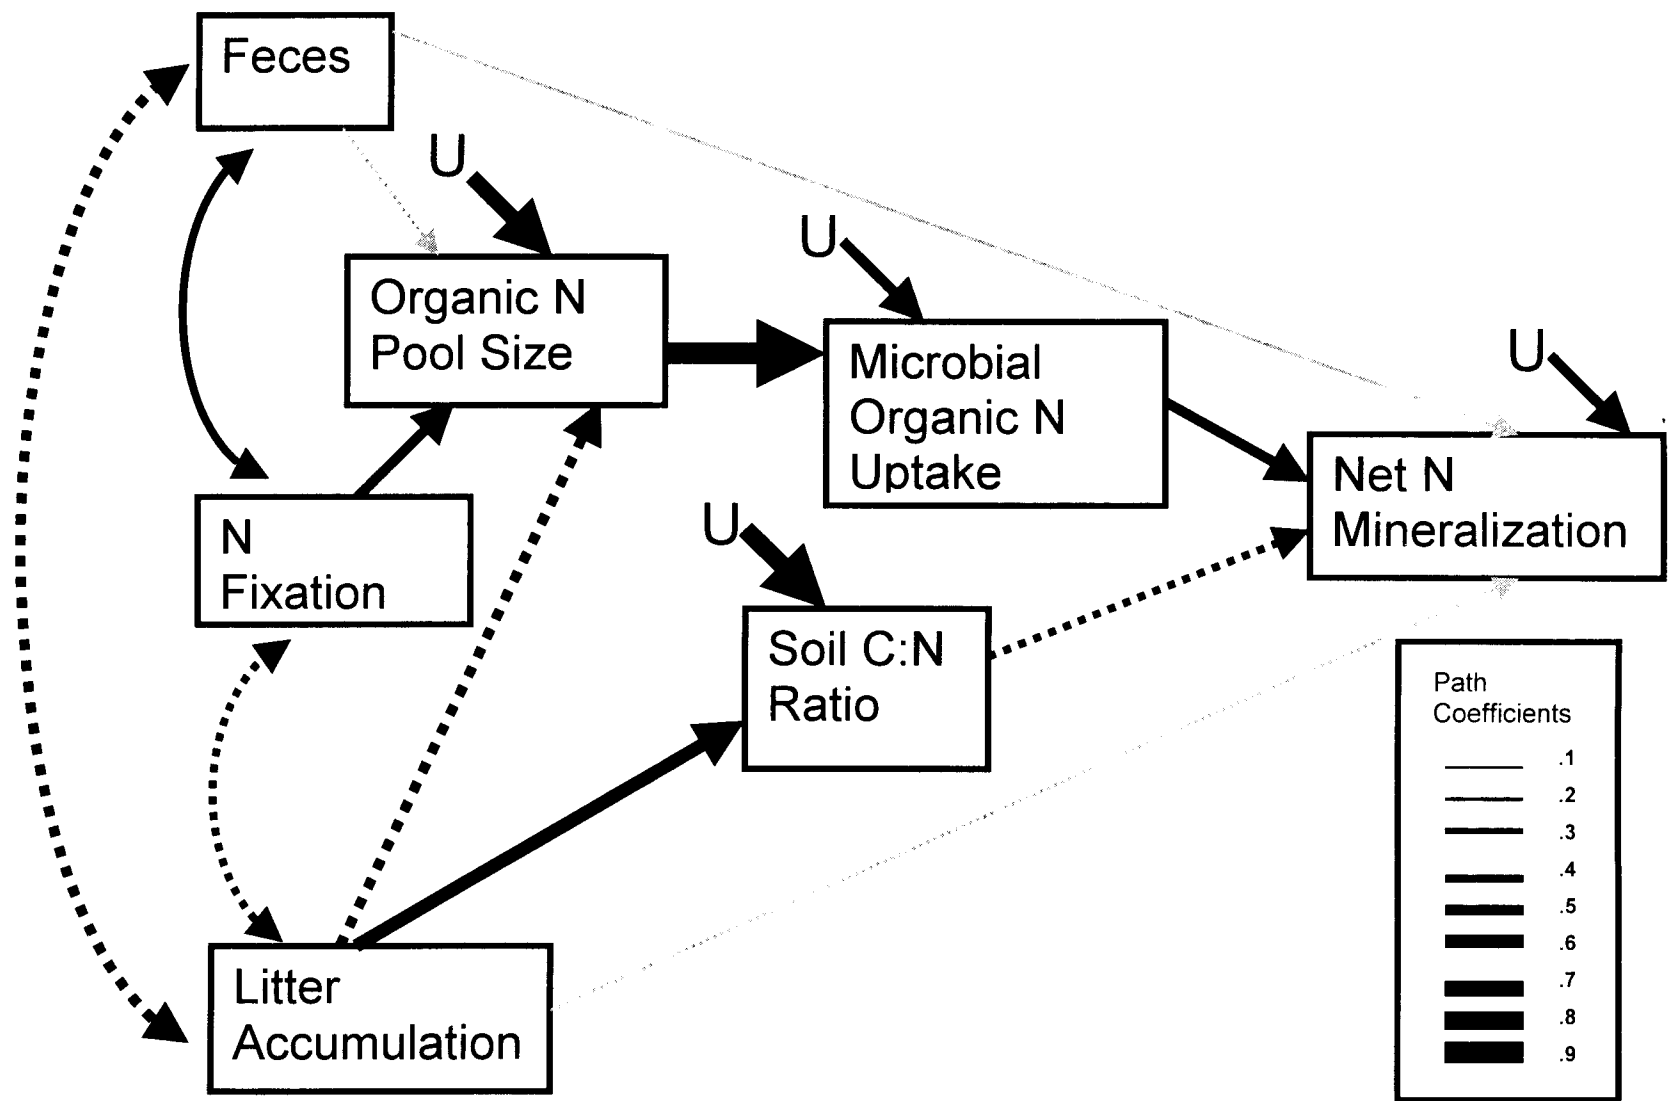 Feces
U
Organic N
Pool Size
U
Microbial
Organic N
Uptake
U
Net N
Mineralization
N
Fixation
U
Soil C:N
Ratio
Litter
Accumulation
Path
Coefficients
.1
.2
.3
.4
.5
.6
.7
.8
.9